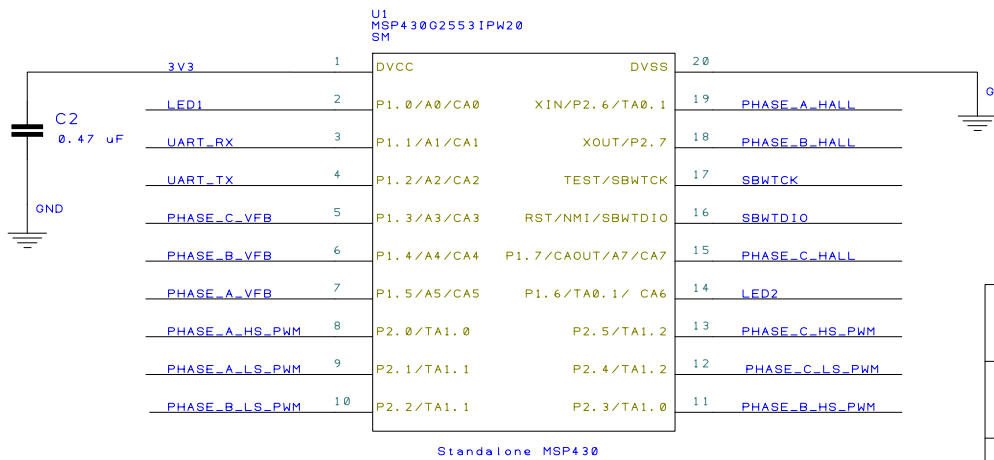 U1
MSP430G2553IPW20
SM
3V3 1 DVCC DVSS 20
LED1 2 P1.0/A0/CA0 XIN/P2.6/TA0.1 19 PHASE_A_HALL
UART_RX 3 P1.1/A1/CA1 XOUT/P2.7 18 PHASE_B_HALL
UART_TX 4 P1.2/A2/CA2 TEST/SBWTCK 17 SBWTCK
PHASE_C_VFB 5 P1.3/A3/CA3 RST/NMI/SBWTDIO 16 SBWTDIO
PHASE_B_VFB 6 P1.4/A4/CA4 P1.7/CAOUT/A7/CA7 15 PHASE_C_HALL
PHASE_A_VFB 7 P1.5/A5/CA5 P1.6/TA0.1/ CA6 14 LED2
PHASE_A_HS_PWM 8 P2.0/TA1.0 P2.5/TA1.2 13 PHASE_C_HS_PWM
PHASE_A_LS_PWM 9 P2.1/TA1.1 P2.4/TA1.2 12 PHASE_C_LS_PWM
PHASE_B_LS_PWM 10 P2.2/TA1.1 P2.3/TA1.0 11 PHASE_B_HS_PWM
C2
0.47 uF
GND
G
Standalone MSP430